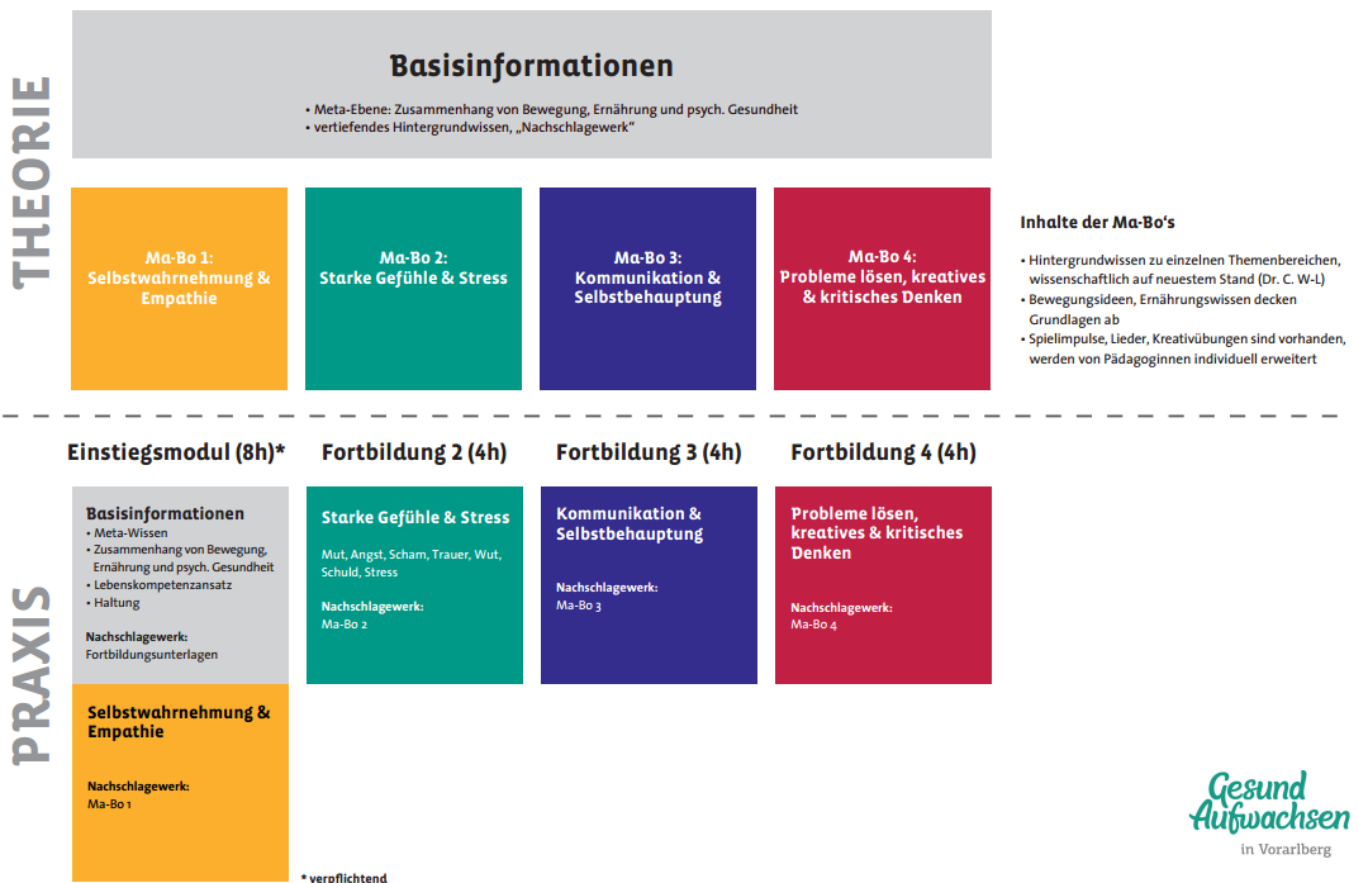 THEORIE
Basisinformationen
• Meta-Ebene: Zusammenhang von Bewegung, Ernährung und psych. Gesundheit
• vertiefendes Hintergrundwissen, „Nachschlagewerk“
Ma-Bo 1:
Selbstwahrnehmung &
Empathie
Ma-Bo 2:
Starke Gefühle & Stress
Ma-Bo 3:
Kommunikation &
Selbstbehauptung
Ma-Bo 4:
Probleme lösen, kreatives
& kritisches Denken
Inhalte der Ma-Bo‘s
• Hintergrundwissen zu einzelnen Themenbereichen,
wissenschaftlich auf neuestem Stand (Dr. C. W-L)
• Bewegungsideen, Ernährungswissen decken
Grundlagen ab
• Spielimpulse, Lieder, Kreativübungen sind vorhanden,
werden von Pädagoginnen individuell erweitert
PRAXIS
Einstiegsmodul (8h)*
Basisinformationen
• Meta-Wissen
• Zusammenhang von Bewegung,
Ernährung und psych. Gesundheit
• Lebenskompetenzansatz
• Haltung
Nachschlagewerk:
Fortbildungsunterlagen
Selbstwahrnehmung &
Empathie
Nachschlagewerk:
Ma-Bo 1
Fortbildung 2 (4h)
Starke Gefühle & Stress
Mut, Angst, Scham, Trauer, Wut,
Schuld, Stress
Nachschlagewerk:
Ma-Bo 2
Fortbildung 3 (4h)
Kommunikation &
Selbstbehauptung
Nachschlagewerk:
Ma-Bo 3
Fortbildung 4 (4h)
Probleme lösen,
kreatives & kritisches
Denken
Nachschlagewerk:
Ma-Bo 4
* verpflichtend
Gesund
Aufwachsen
in Vorarlberg